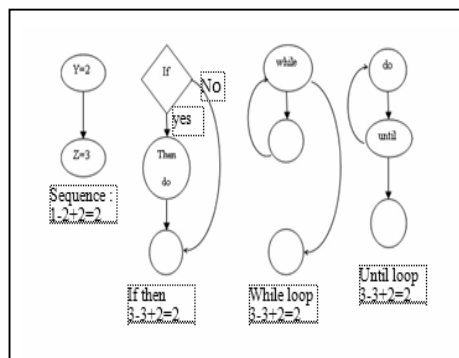 Y=2
Z=3
Sequence :
1-2+2=2
If
No
yes
Then
do
If then
3-3+2=2
while
While loop
3-3+2=2
do
until
Until loop
3-3+2=2